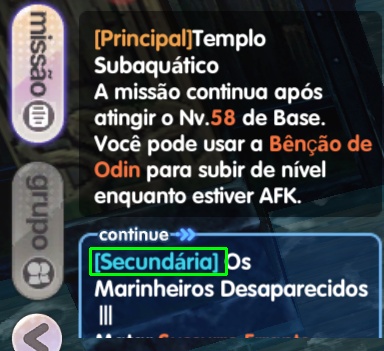 missão
grupo
[Principal]Templo
Subaquático
A missão continua após
atingir o Nv.58 de Base.
Você pode usar a Bênção de
Odin para subir de nível
enquanto estiver AFK.
continue
[Secundária] Os
Marinheiros Desaparecidos
III
Matar